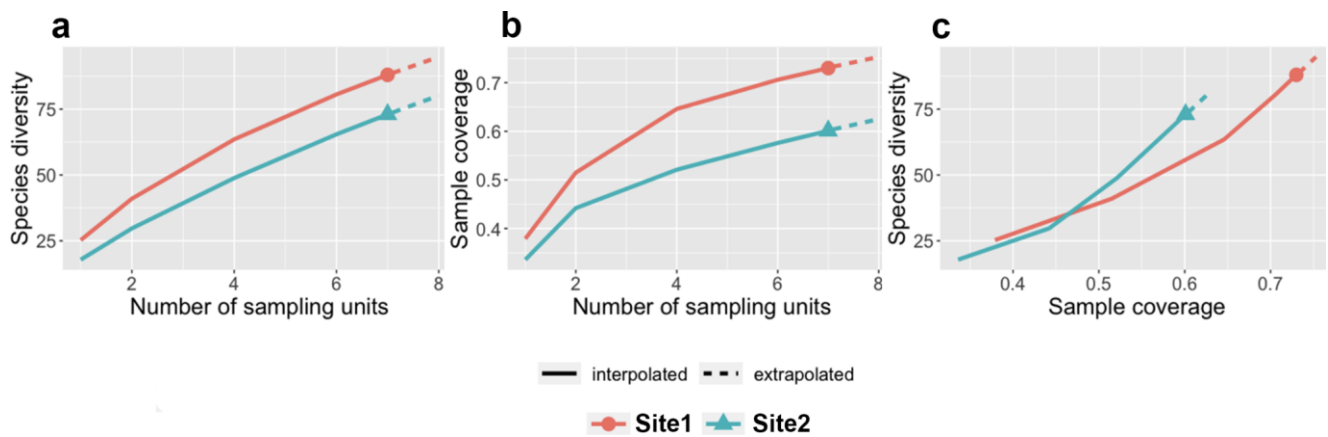 a
b
c
Species diversity
75
50
25
2
4
6
8
Number of sampling units
Sample coverage
0.7
0.6
0.5
0.4
2
4
6
8
Number of sampling units
Species diversity
75
50
25
0.4
0.5
0.6
0.7
Sample coverage
interpolated
extrapolated
Site1
Site2